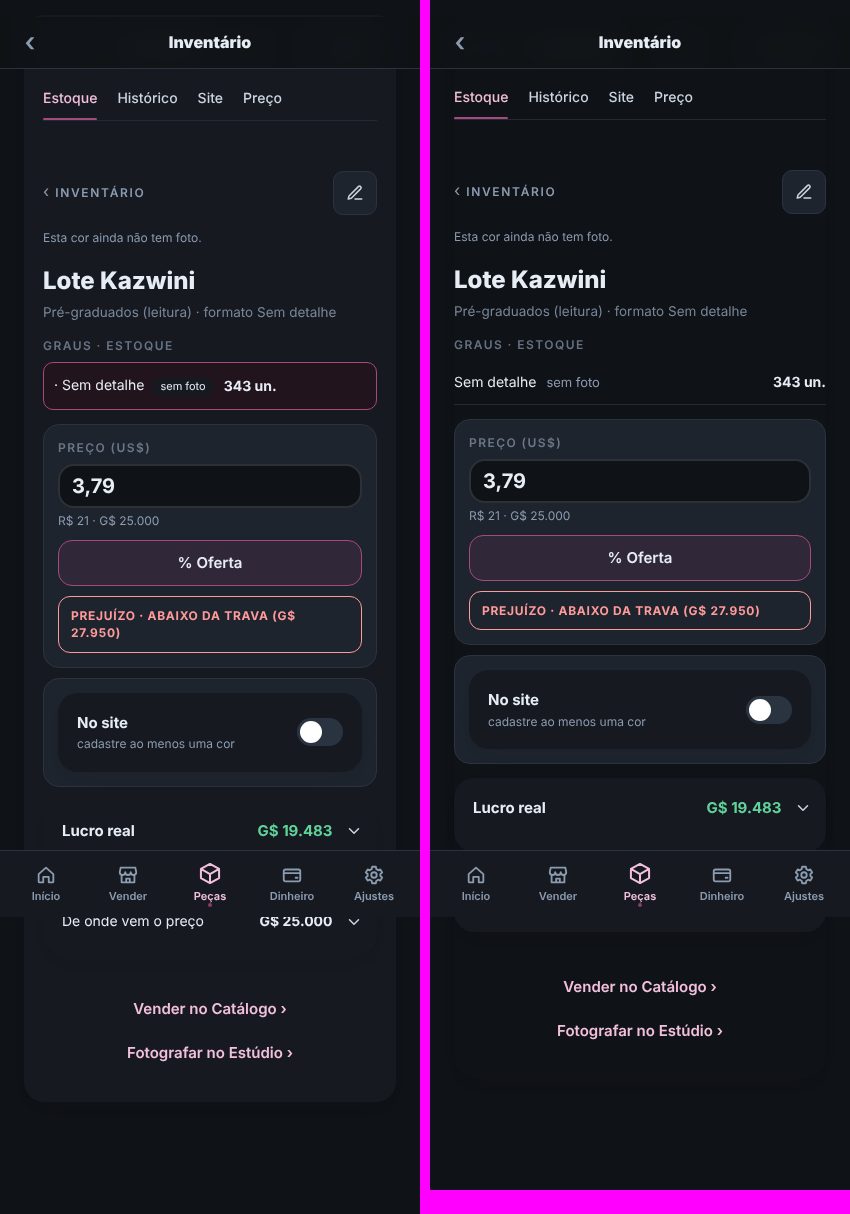 Inventário
Estoque Histórico Site Preço
‹ INVENTÁRIO
Esta cor ainda não tem foto.
Lote Kazwini
Pré-graduados (leitura) · formato Sem detalhe
GRAUS · ESTOQUE
· Sem detalhe sem foto 343 un.
PREÇO (US$)
3,79
R$ 21 · G$ 25.000
% Oferta
PREJUÍZO · ABAIXO DA TRAVA (G$
27.950)
No site
cadastre ao menos uma cor
Lucro real G$ 19.483
Início Vender Peças Dinheiro Ajustes
De onde vem o preço G$ 25.000
Vender no Catálogo ›
Fotografar no Estúdio ›
Inventário
Estoque Histórico Site Preço
‹ INVENTÁRIO
Esta cor ainda não tem foto.
Lote Kazwini
Pré-graduados (leitura) · formato Sem detalhe
GRAUS · ESTOQUE
Sem detalhe sem foto 343 un.
PREÇO (US$)
3,79
R$ 21 · G$ 25.000
% Oferta
PREJUÍZO · ABAIXO DA TRAVA (G$ 27.950)
No site
cadastre ao menos uma cor
Lucro real G$ 19.483
Início Vender Peças Dinheiro Ajustes
Vender no Catálogo ›
Fotografar no Estúdio ›